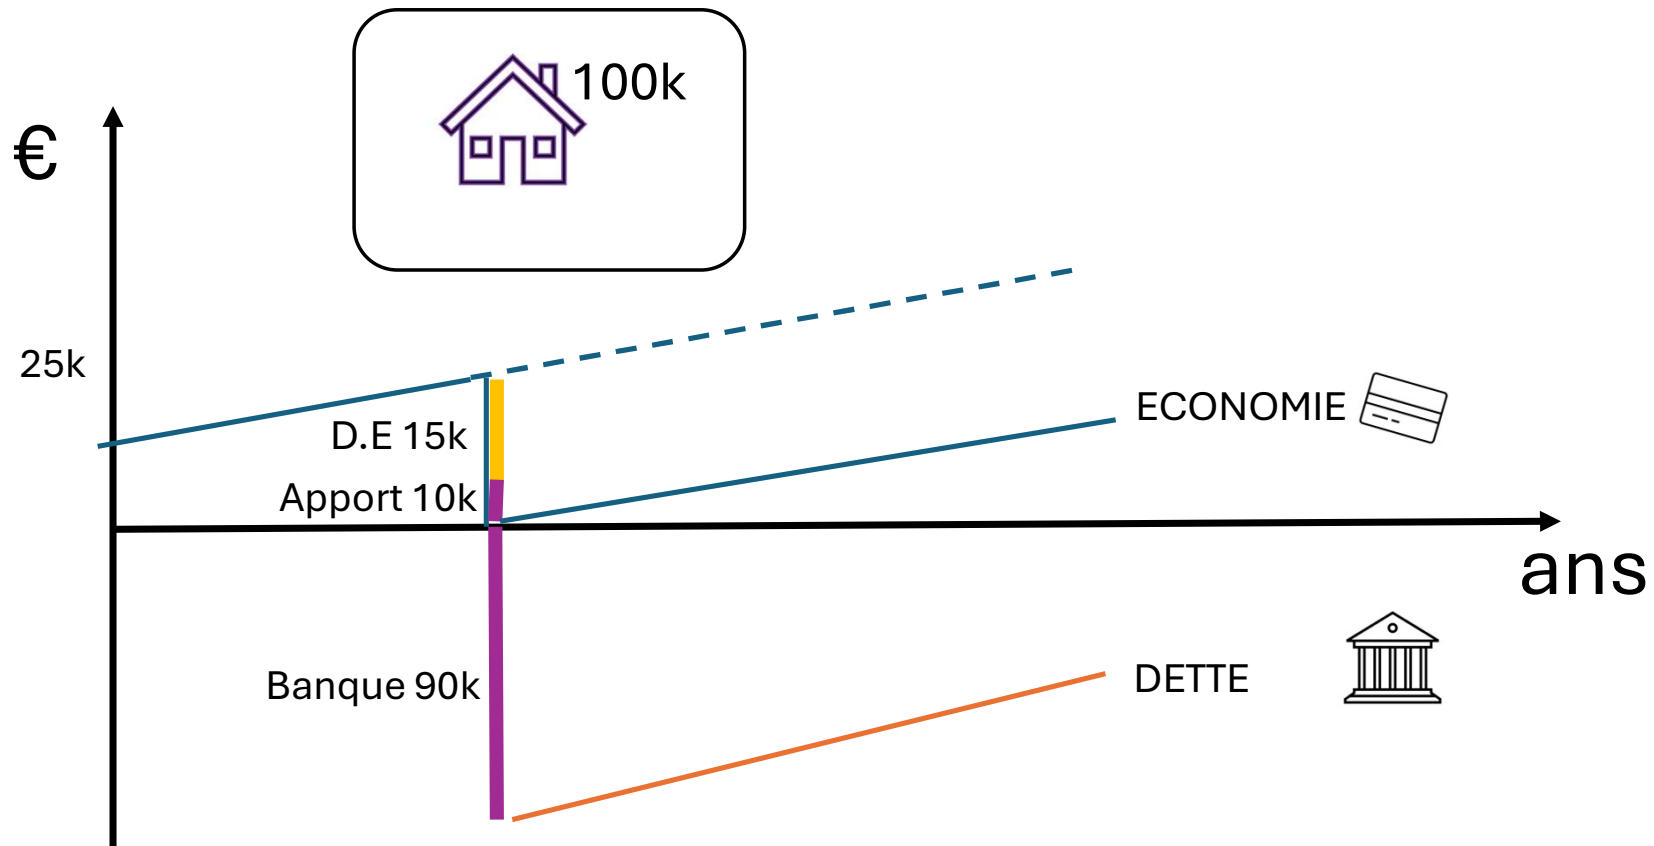 100k
€
25k
D.E 15k
Apport 10k
ECONOMIE
ans
Banque 90k
DETTE